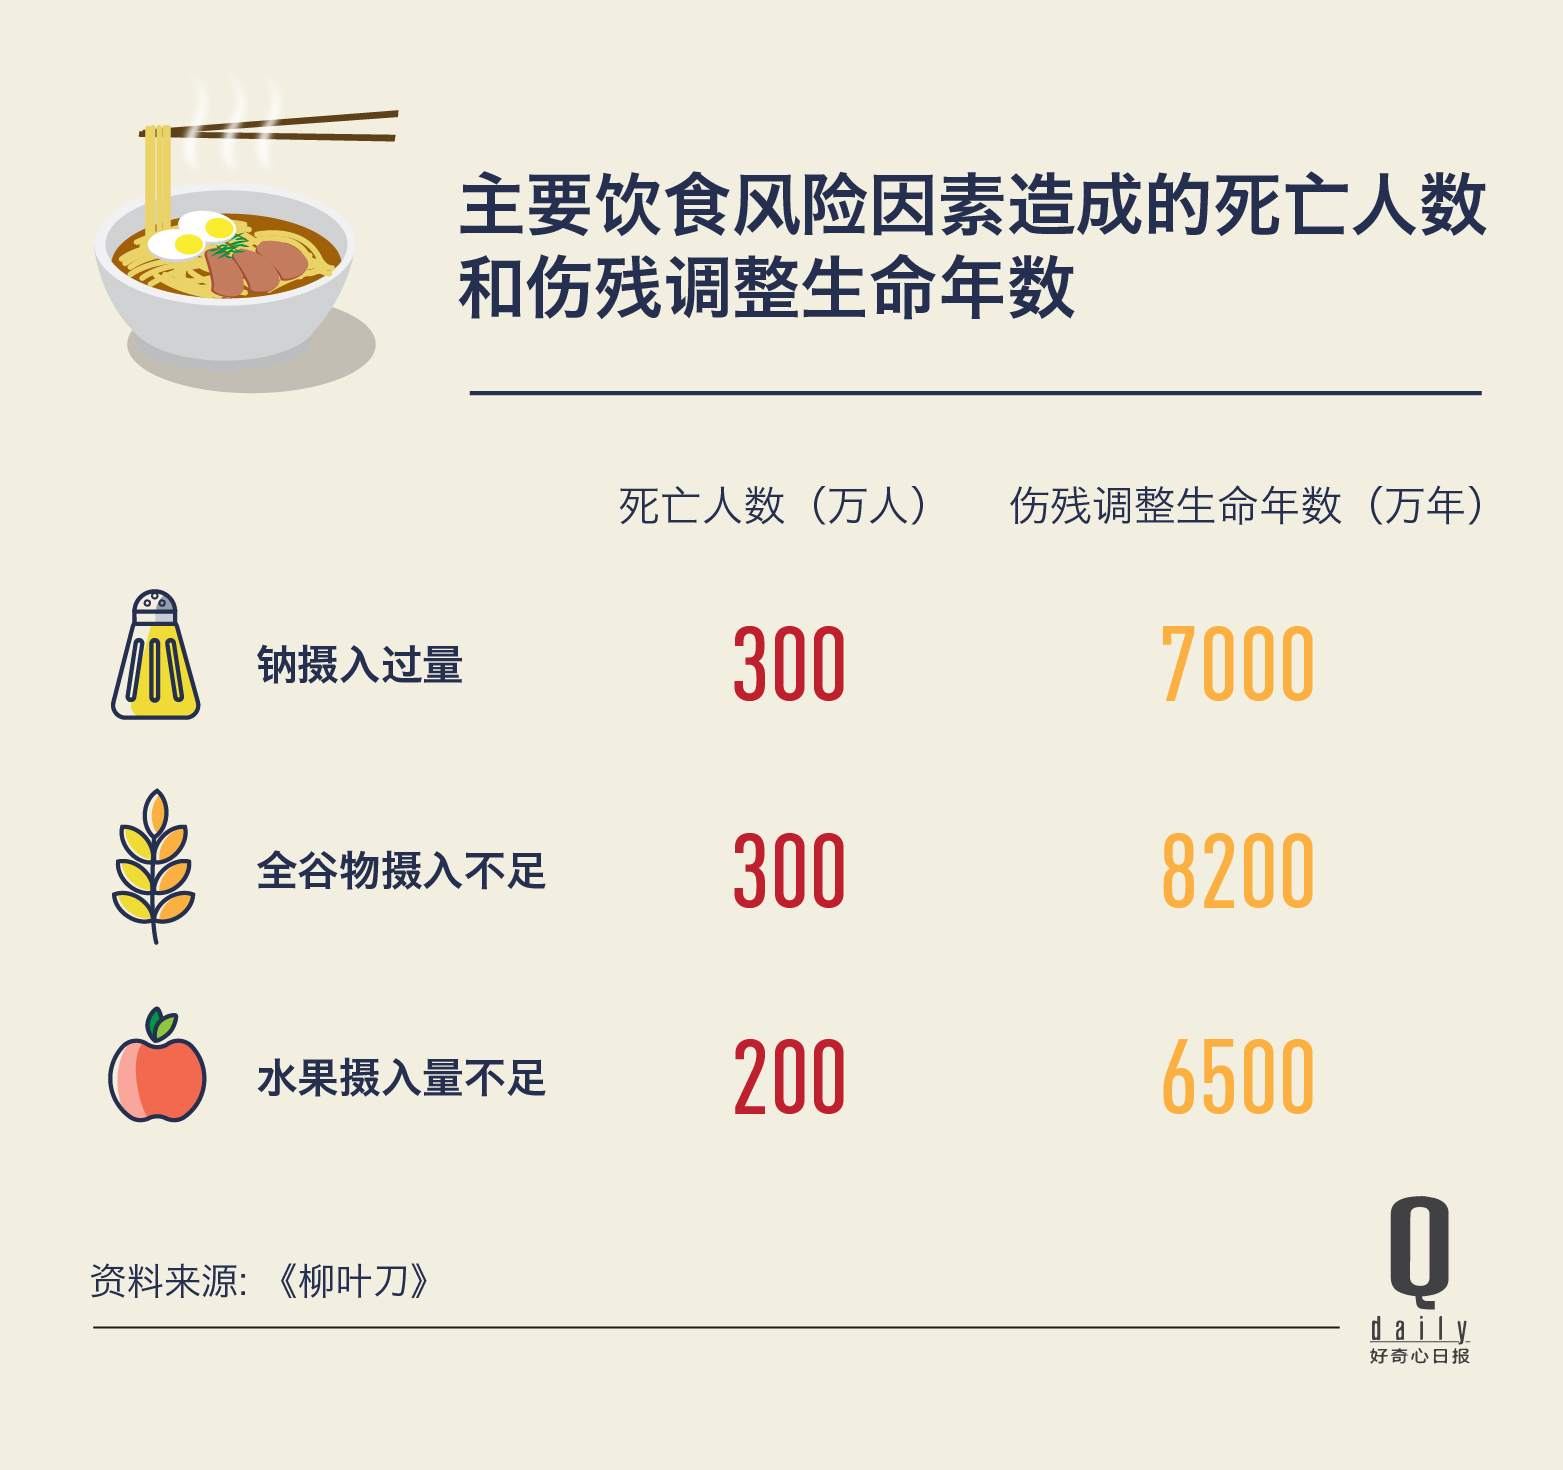 主要饮食风险因素造成的死亡人数
和伤残调整生命年数
死亡人数（万人） 伤残调整生命年数（万年）
钠摄入过量 300 7000
全谷物摄入不足 300 8200
水果摄入量不足 200 6500
资料来源: 《柳叶刀》
Q
daily
好奇心日报